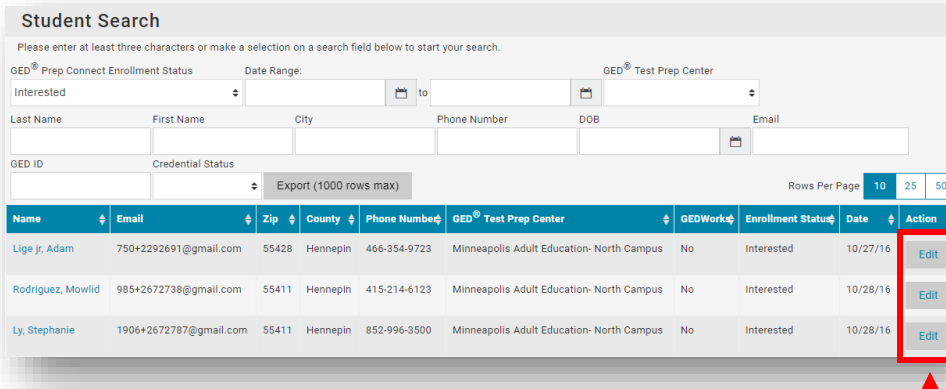 Student Search
Please enter at least three characters or make a selection on a search field below to start your search.
GED® Prep Connect Enrollment Status Date Range: GED® Test Prep Center
Interested to
Last Name First Name City Phone Number DOB Email
GED ID Credential Status
Export (1000 rows max) Rows Per Page 10 25 50
Name Email Zip County Phone Number GED® Test Prep Center GEDWorks Enrollment Status Date Action
Lige jr, Adam 750+2292691@gmail.com 55428 Hennepin 466-354-9723 Minneapolis Adult Education- North Campus No Interested 10/27/16 Edit
Rodriguez, Mowlid 985+2672738@gmail.com 55411 Hennepin 415-214-6123 Minneapolis Adult Education- North Campus No Interested 10/28/16 Edit
Ly, Stephanie 1906+2672787@gmail.com 55411 Hennepin 852-996-3500 Minneapolis Adult Education- North Campus No Interested 10/28/16 Edit